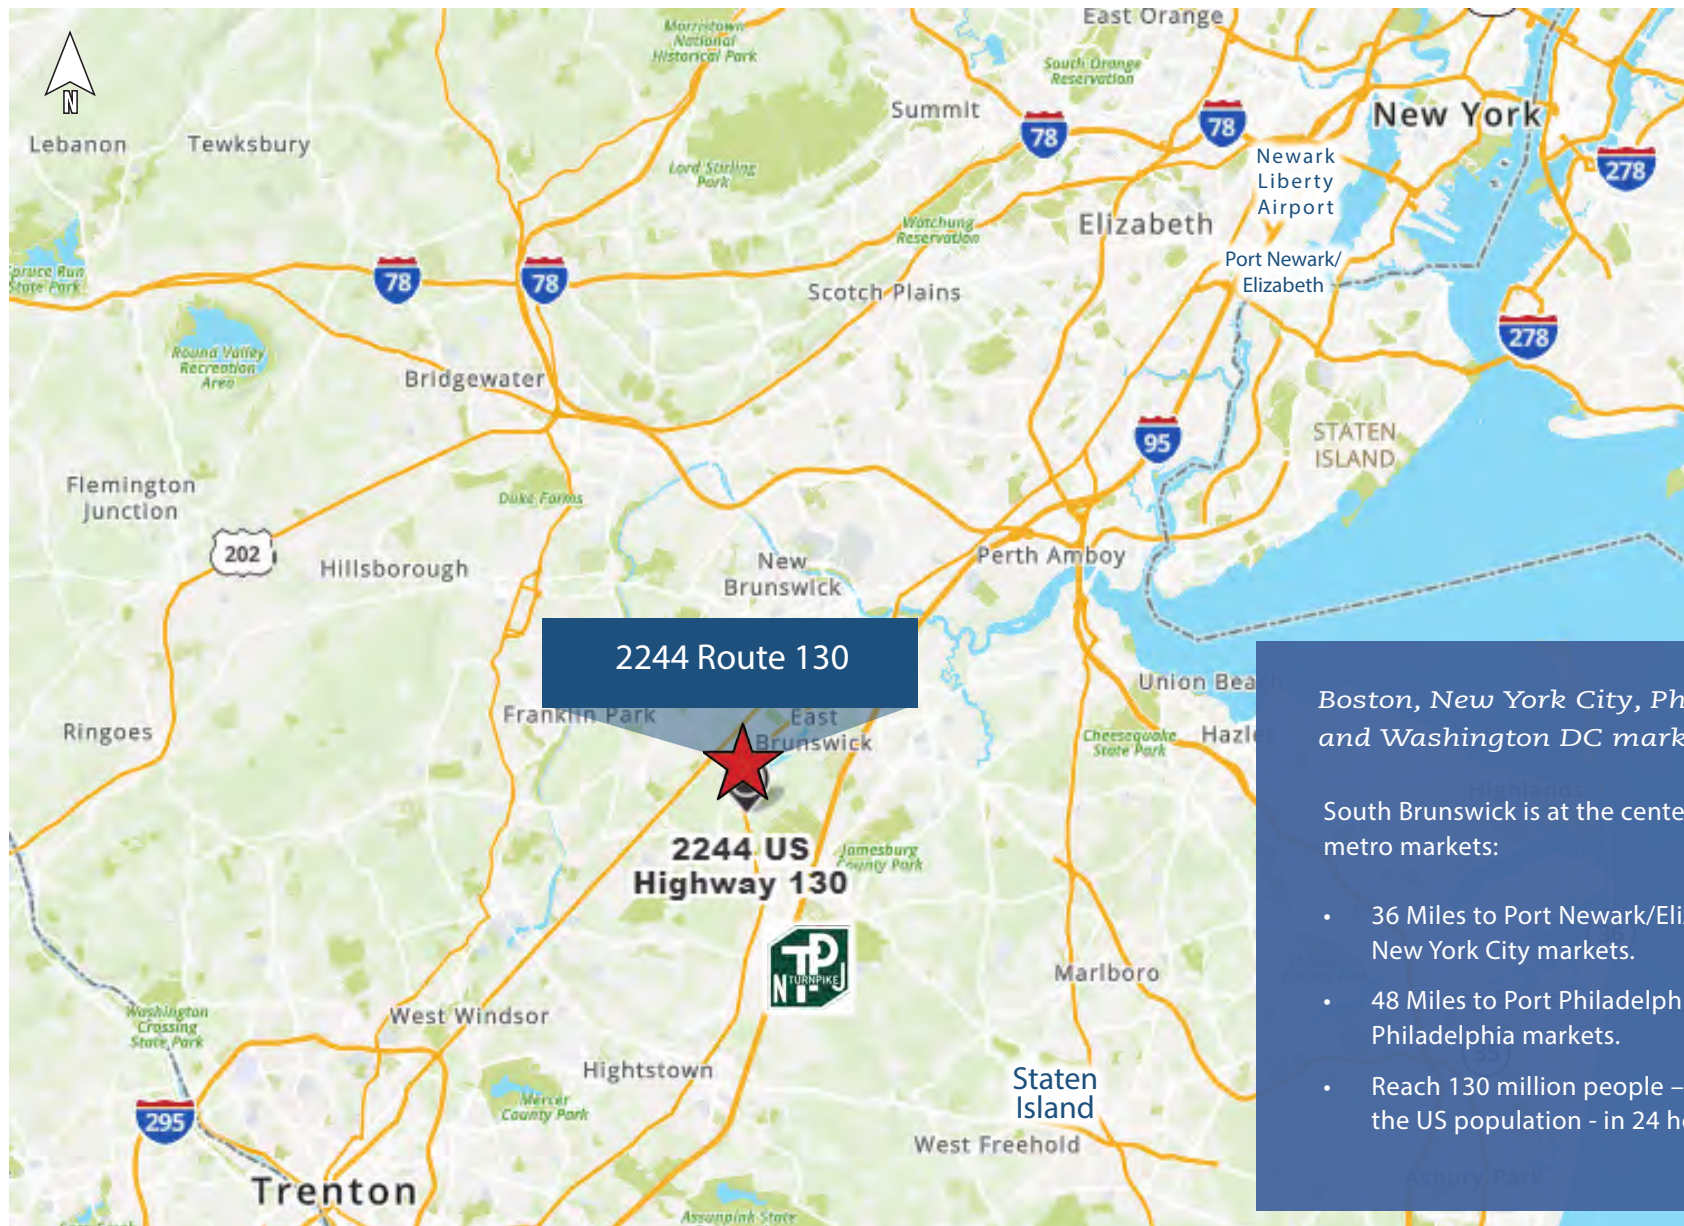 East Orange
Morristown
National
Historical Park
South Orange
Reservation
N
Summit
78
78
New York
278
Lebanon
Tewksbury
Lord Stirling
Park
Newark
Liberty
Airport
Watchung
Reservation
Elizabeth
Port Newark/
Elizabeth
Spruce Run
State Park
78
78
Scotch Plains
278
Round Valley
Recreation
Area
Bridgewater
95
STATEN
ISLAND
Flemington
Junction
Duke Farms
202
Hillsborough
New
Brunswick
Perth Amboy
2244 Route 130
Union Bea
Franklin Park
East
Brunswick
Ringoes
Cheesequake
State Park
Hazle
Boston, New York City, Ph
and Washington DC mark
Highlands
South Brunswick is at the cente
metro markets:
2244 US
Highway 130
Jamesburg
County Park
36 Miles to Port Newark/Eli
New York City markets.
36
NTPJ
TURNPIKE
Marlboro
48 Miles to Port Philadelph
Philadelphia markets.
35
Washington
Crossing
State Park
West Windsor
Hightstown
Mercer
County Park
Staten
Island
Reach 130 million people –
the US population - in 24 h
295
West Freehold
Asbury Park
Trenton
Assunpink State